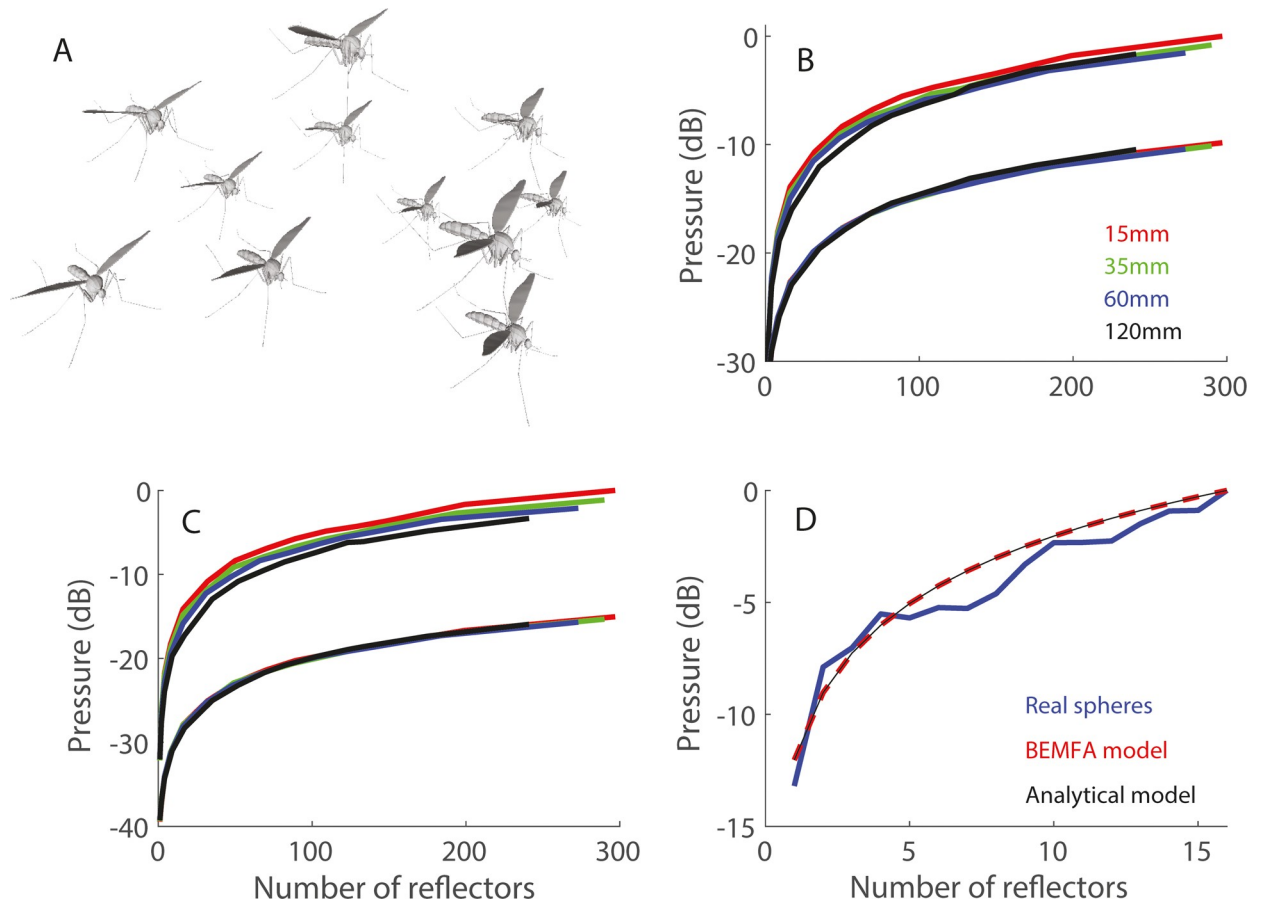 A
B
Pressure (dB)
0
-10
-20
-30
0
100
200
300
15mm
35mm
60mm
120mm
C
Pressure (dB)
0
-10
-20
-30
-40
0
100
200
300
Number of reflectors
D
Pressure (dB)
0
-5
-10
-15
0
5
10
15
Real spheres
BEMFA model
Analytical model
Number of reflectors